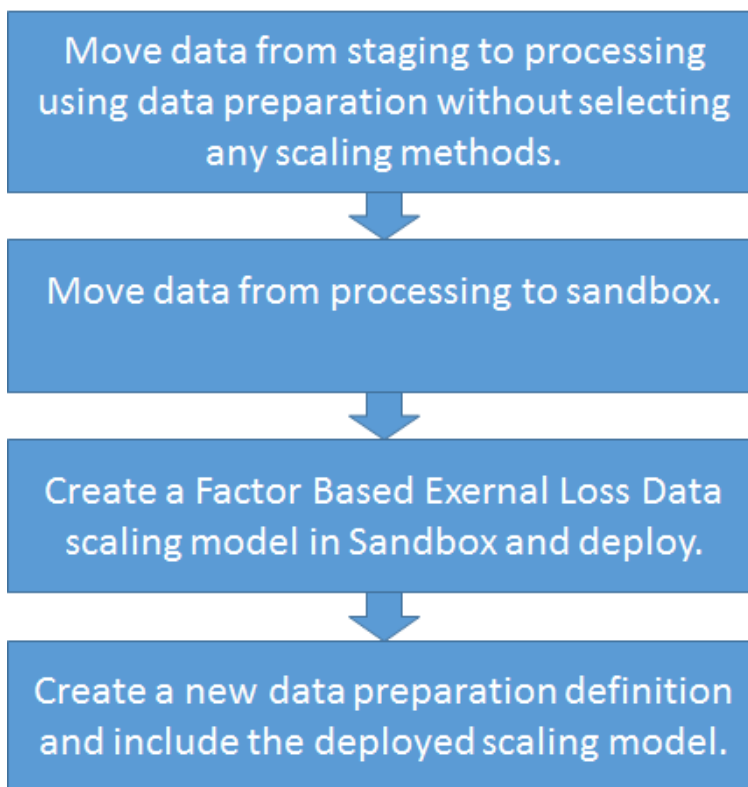 Move data from staging to processing
using data preparation without selecting
any scaling methods.
Move data from processing to sandbox.
Create a Factor Based Exernal Loss Data
scaling model in Sandbox and deploy.
Create a new data preparation definition
and include the deployed scaling model.